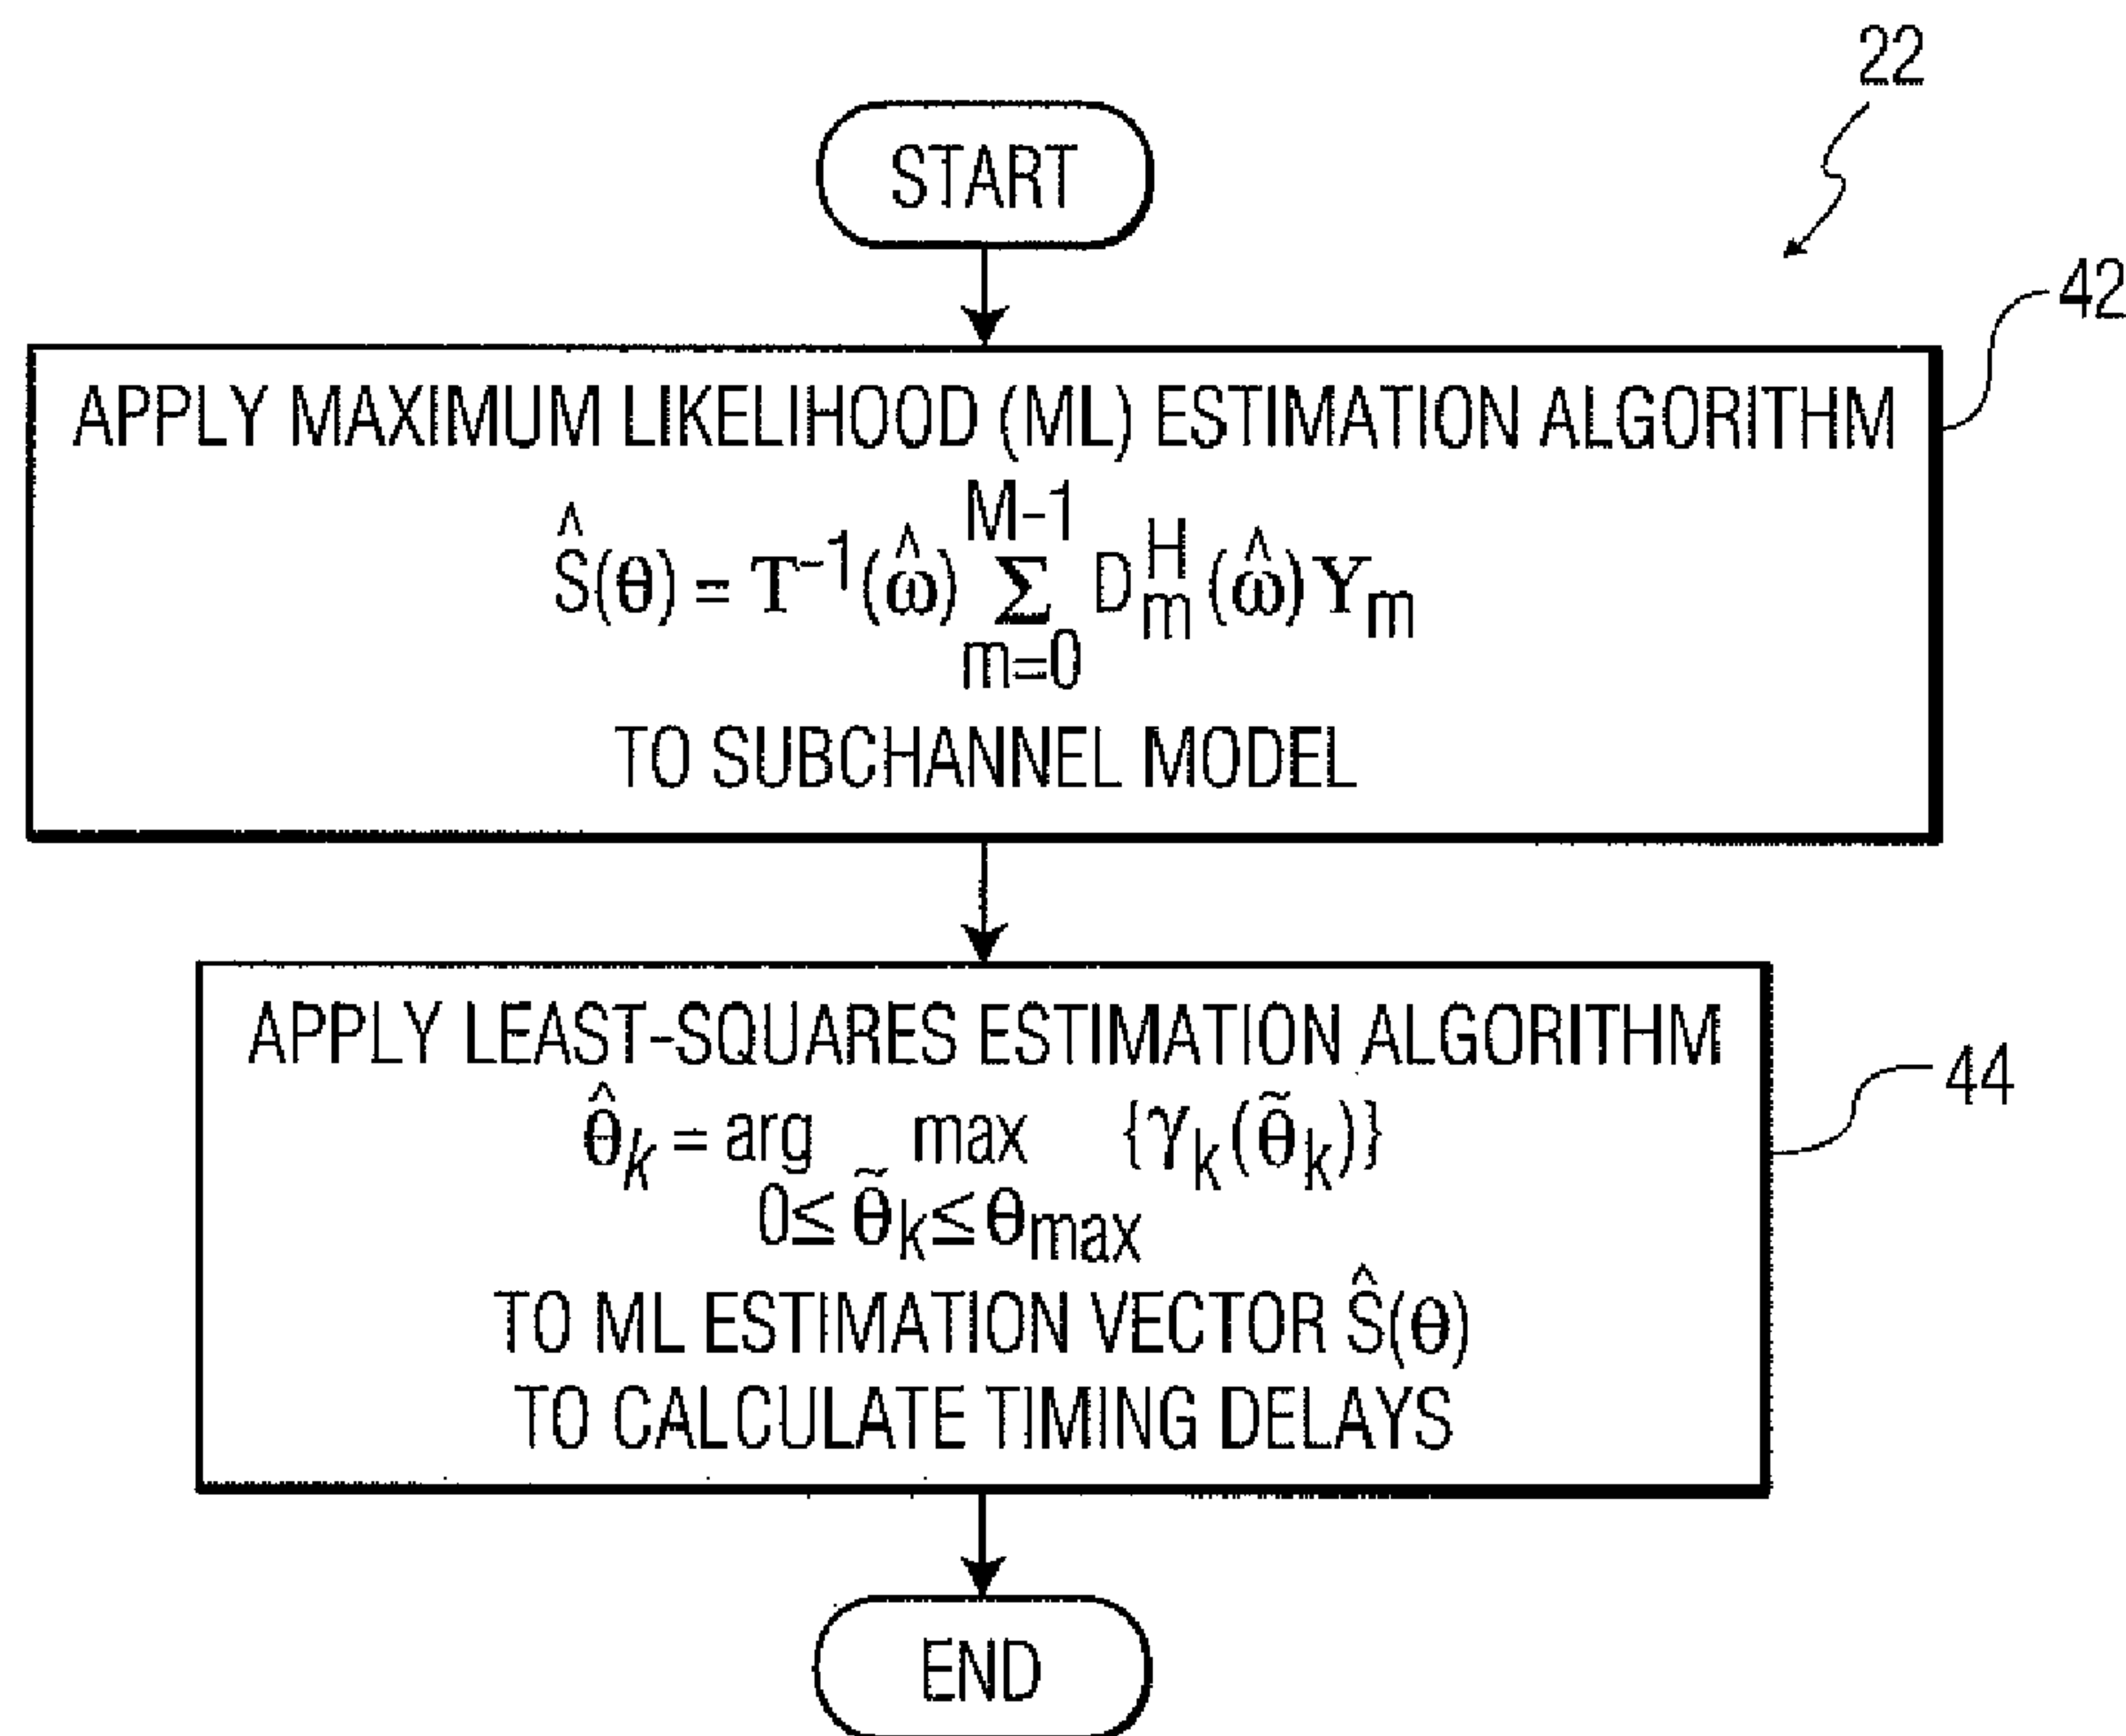 22
START
42
APPLY MAXIMUM LIKELIHOOD (ML) ESTIMATION ALGORITHM
Ŝ(θ) = T⁻¹(ω̂) Σ_{m=0}^{M-1} D_m^H (ω̂) Y_m
TO SUBCHANNEL MODEL
APPLY LEAST-SQUARES ESTIMATION ALGORITHM
44
θ̂_k = arg max {γ_k(θ̃_k)}
0≤ θ̃_k ≤ θ_max
TO ML ESTIMATION VECTOR Ŝ(θ)
TO CALCULATE TIMING DELAYS
END